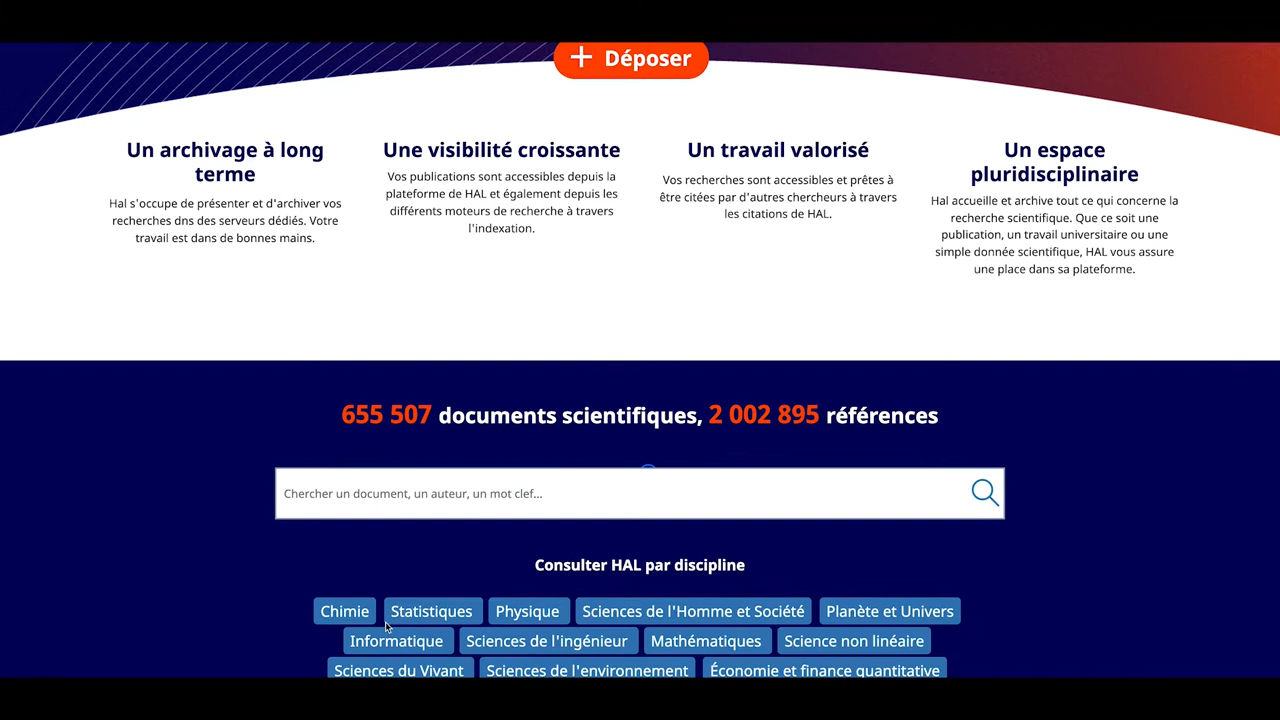 + Déposer
Un archivage à long
terme
Hal s'occupe de présenter et d'archiver vos
recherches dns des serveurs dédiés. Votre
travail est dans de bonnes mains.
Une visibilité croissante
Vos publications sont accessibles depuis la
plateforme de HAL et également depuis les
différents moteurs de recherche à travers
l'indexation.
Un travail valorisé
Vos recherches sont accessibles et prêtes à
être citées par d'autres chercheurs à travers
les citations de HAL.
Un espace
pluridisciplinaire
Hal accueille et archive tout ce qui concerne la
recherche scientifique. Que ce soit une
publication, un travail universitaire ou une
simple donnée scientifique, HAL vous assure
une place dans sa plateforme.
655 507 documents scientifiques, 2 002 895 références
Chercher un document, un auteur, un mot clef...
Consulter HAL par discipline
Chimie Statistiques Physique Sciences de l'Homme et Société Planète et Univers
Informatique Sciences de l'ingénieur Mathématiques Science non linéaire
Sciences du Vivant Sciences de l'environnement Économie et finance quantitative